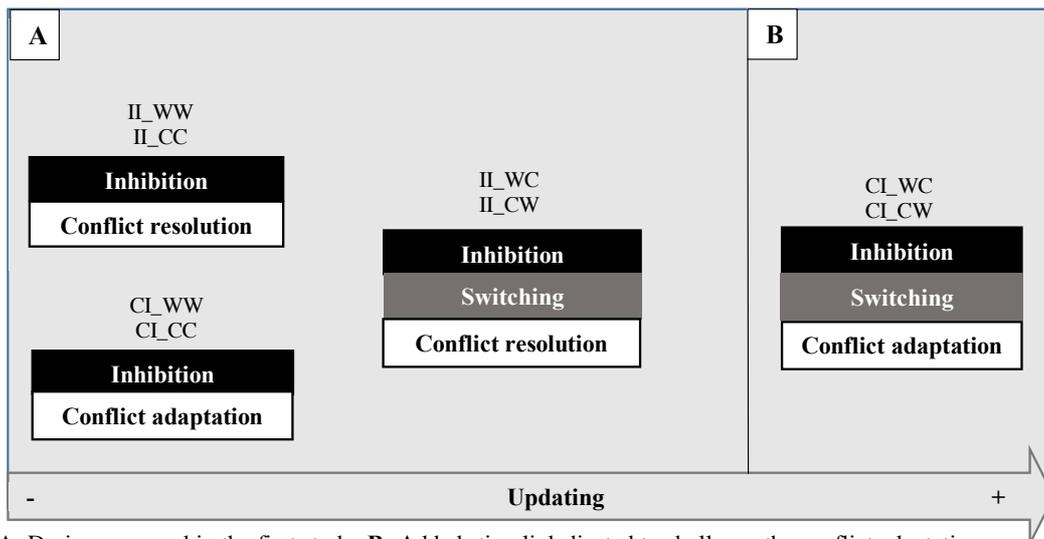 A
B
II_WW
II_CC
Inhibition
Conflict resolution
CI_WW
CI_CC
Inhibition
Conflict adaptation
II_WC
II_CW
Inhibition
Switching
Conflict resolution
CI_WC
CI_CW
Inhibition
Switching
Conflict adaptation
- Updating +